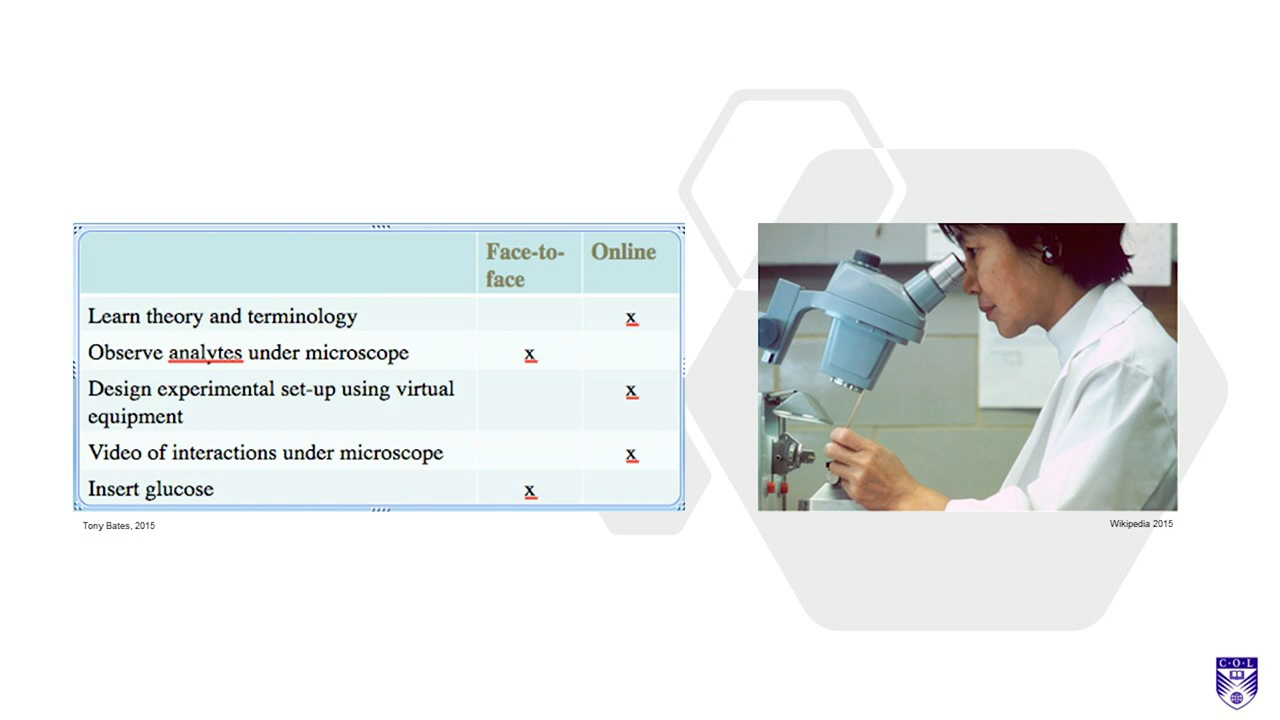 Face-to-
face
Online
Learn theory and terminology x
Observe analytes under microscope x
Design experimental set-up using virtual
equipment
x
Video of interactions under microscope x
Insert glucose x
Tony Bates, 2015
Wikipedia 2015
C·O·L